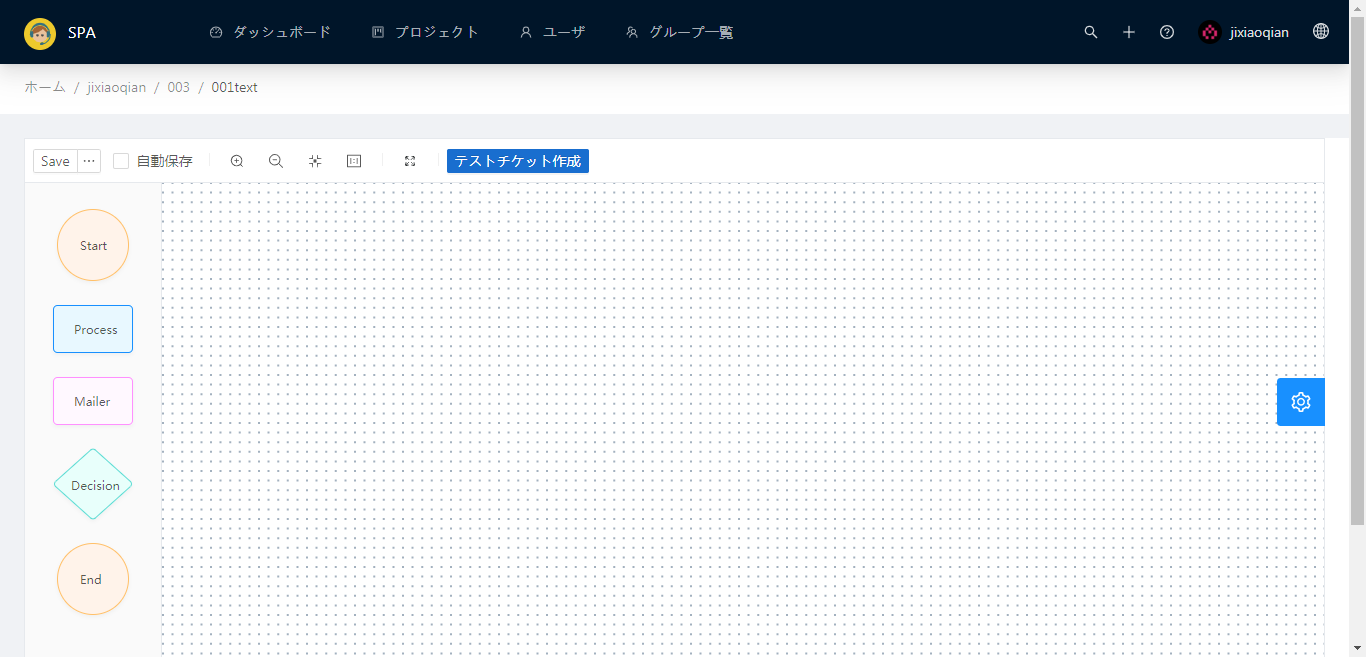 SPA ダッシュボード プロジェクト ユーザ グループ一覧 jixiaoqian
ホーム / jixiaoqian / 003 / 001text
Save ··· 自動保存 テストチケット作成
Start
Process
Mailer
Decision
End